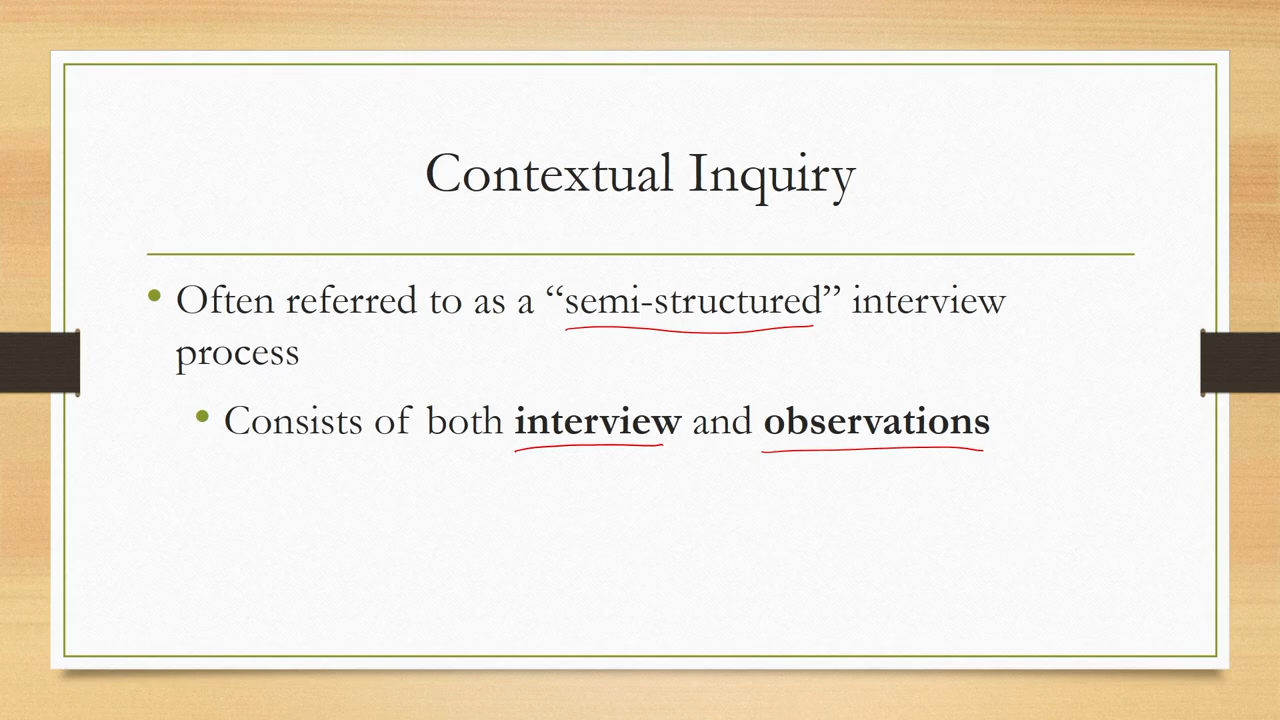 Contextual Inquiry
Often referred to as a “semi-structured” interview
process
Consists of both interview and observations